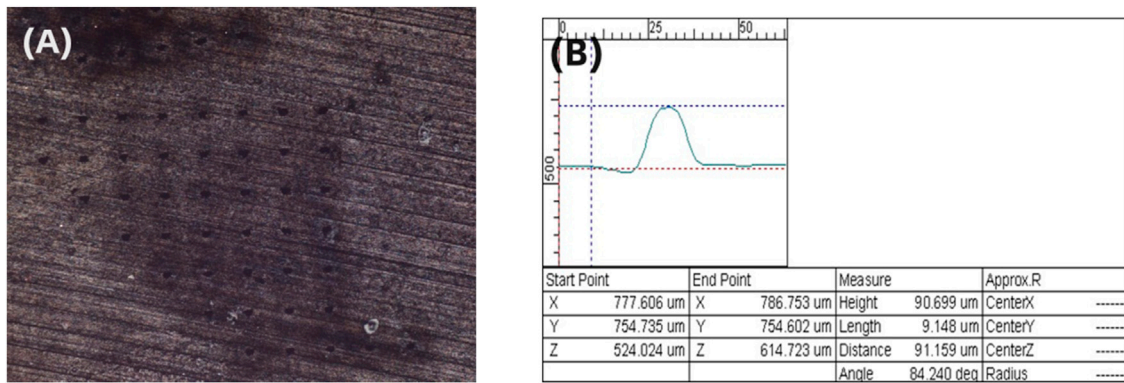 (A)
(B)
0 25 50
500
Start Point End Point Measure Approx.R
X 777.606 um X 786.753 um Height 90.699 um CenterX ------
Y 754.735 um Y 754.602 um Length 9.148 um CenterY ------
Z 524.024 um Z 614.723 um Distance 91.159 um CenterZ ------
Angle 84.240 deg Radius ------